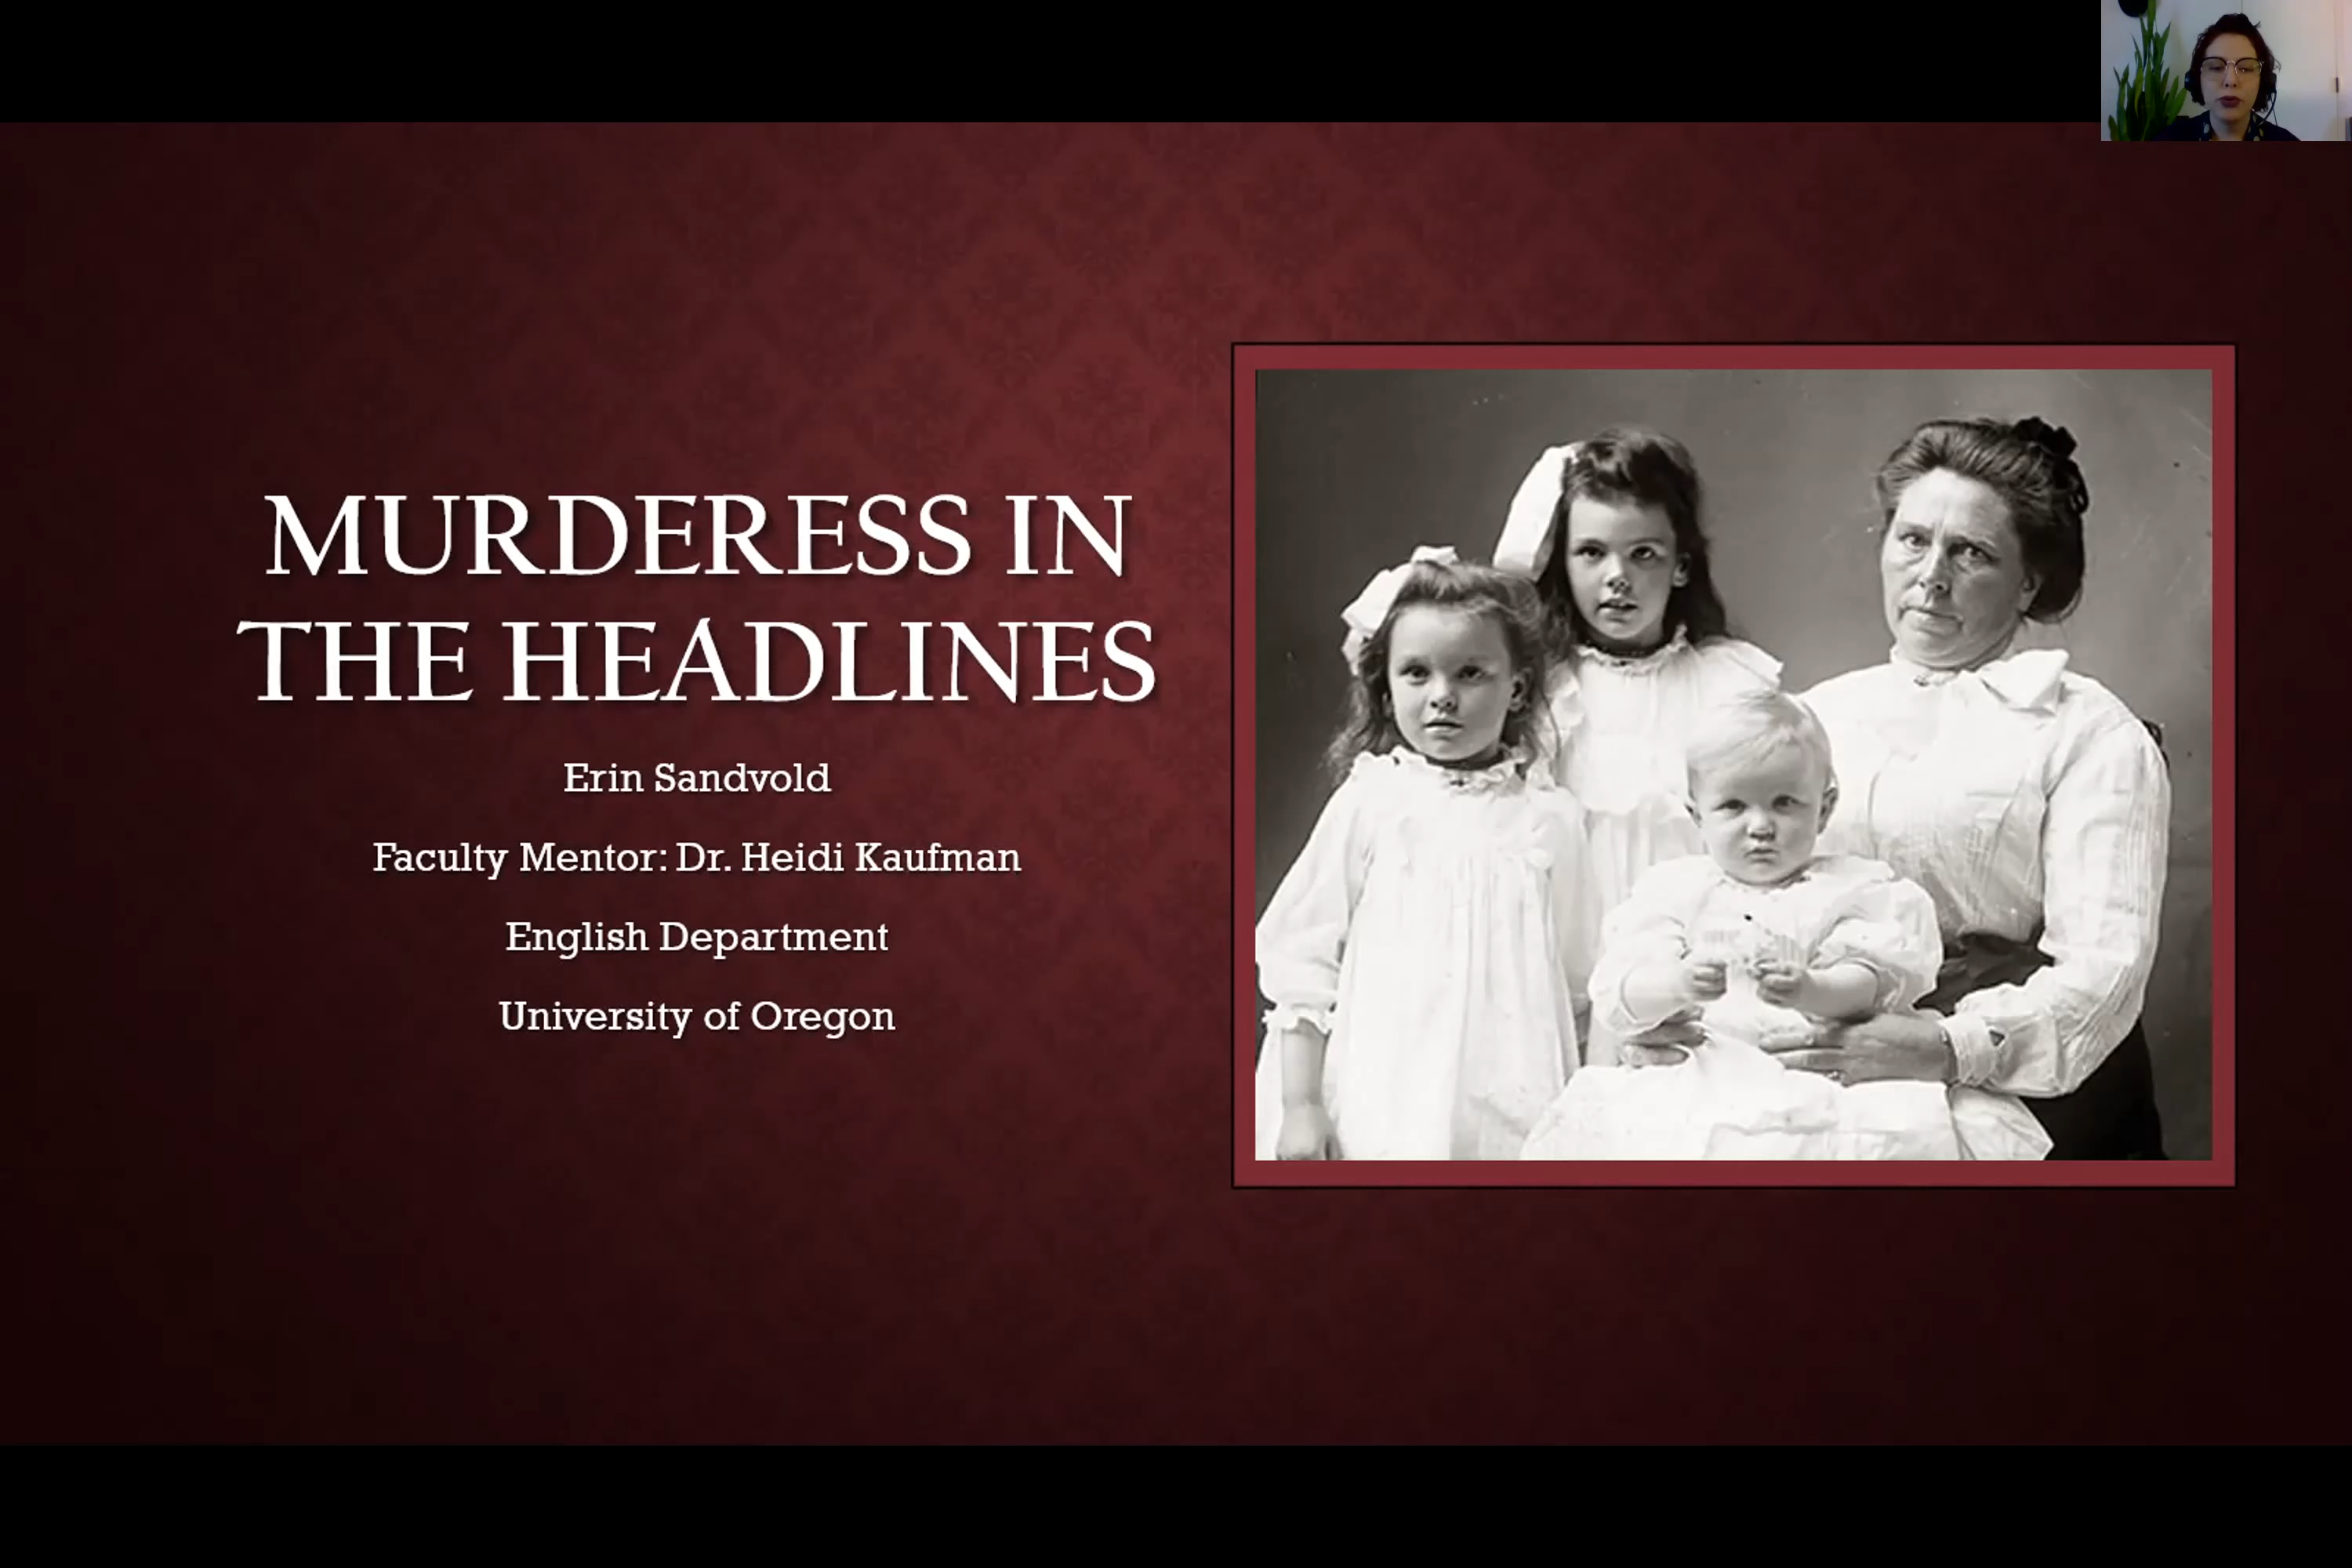 MURDERESS IN
THE HEADLINES
Erin Sandvold
Faculty Mentor: Dr. Heidi Kaufman
English Department
University of Oregon